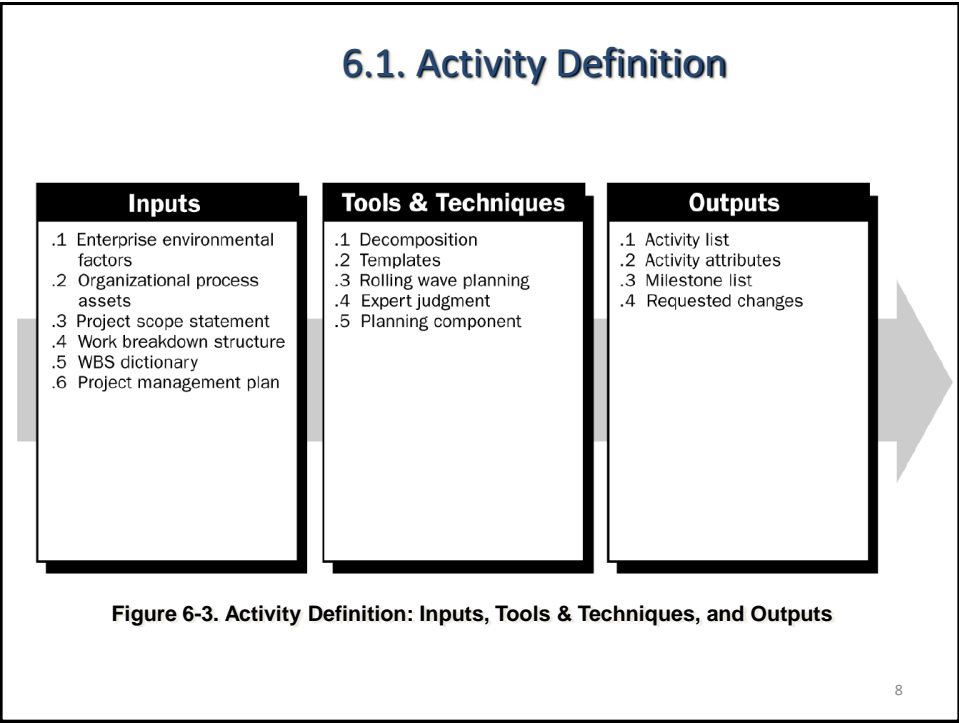 6.1. Activity Definition
Inputs
.1 Enterprise environmental
factors
.2 Organizational process
assets
.3 Project scope statement
.4 Work breakdown structure
.5 WBS dictionary
.6 Project management plan
Tools & Techniques
.1 Decomposition
.2 Templates
.3 Rolling wave planning
.4 Expert judgment
.5 Planning component
Outputs
.1 Activity list
.2 Activity attributes
.3 Milestone list
.4 Requested changes
Figure 6-3. Activity Definition: Inputs, Tools & Techniques, and Outputs
8